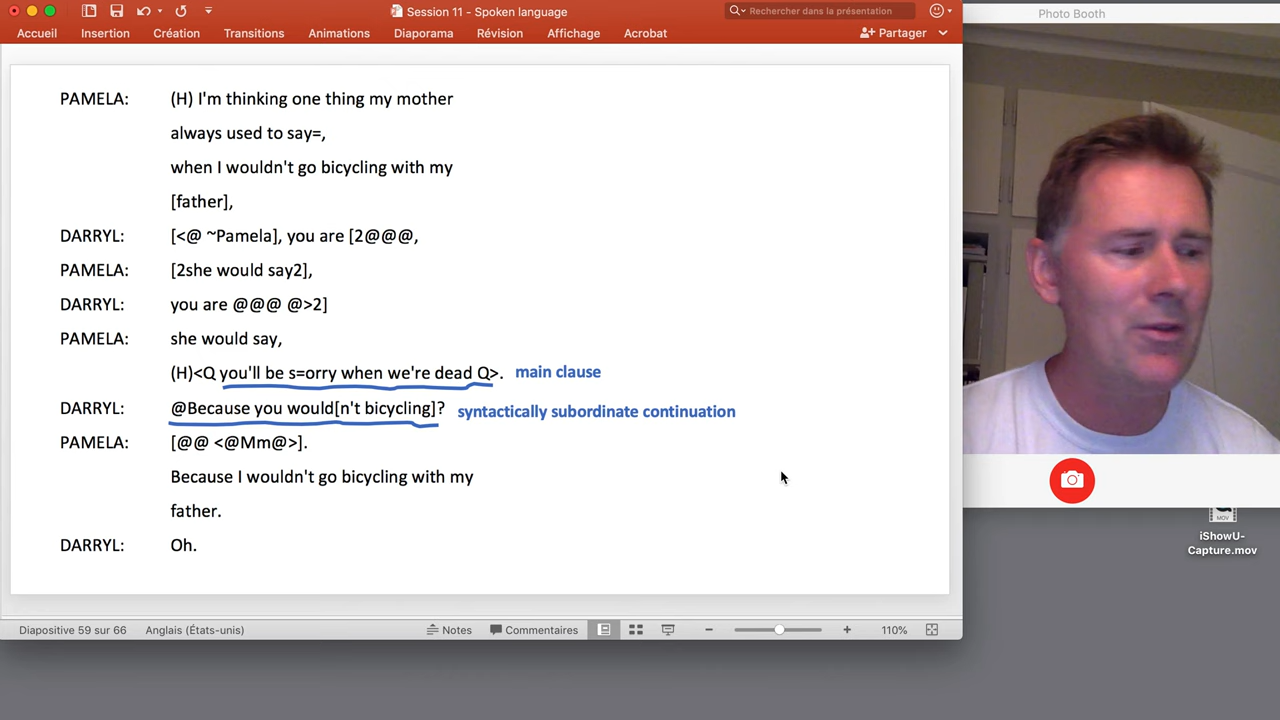 Session 11 - Spoken language
Rechercher dans la présentation
Photo Booth
Accueil Insertion Création Transitions Animations Diaporama Révision Affichage Acrobat Partager
PAMELA: (H) I'm thinking one thing my mother
always used to say=,
when I wouldn't go bicycling with my
[father],
DARRYL: [<@ ~Pamela], you are [2@@@,
PAMELA: [2she would say2],
DARRYL: you are @@@ @>2]
PAMELA: she would say,
(H)<Q you'll be s=orry when we're dead Q>. main clause
DARRYL: @Because you would[n't bicycling]? syntactically subordinate continuation
PAMELA: [@@ <@Mm@>].
Because I wouldn't go bicycling with my
father.
DARRYL: Oh.
MOV
iShowU-
Capture.mov
Diapositive 59 sur 66 Anglais (États-unis) Notes Commentaires 110%